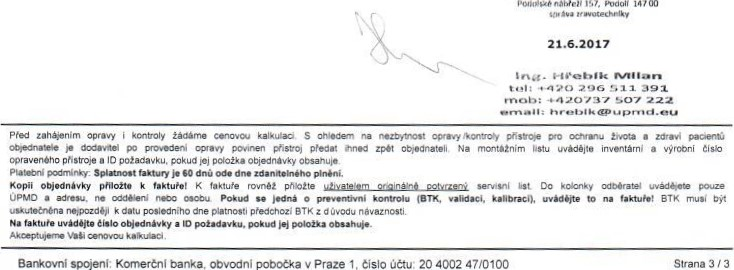 Podolské nábřeží 157, Podolí 147 00
správa zravotechniky
21.6.2017
Ing. Hřebík Milan
tel: +420 296 511 391
mob: +420737 507 222
email: hrebik@upmd.eu
Před zahájením opravy i kontroly žádáme cenovou kalkulaci. S ohledem na nezbytnost opravy/kontroly přístroje pro ochranu života a zdraví pacientů
objednatele je dodavatel po provedení opravy povinen přístroj předat ihned zpět objednateli. Na montážním listu uvádějte inventární a výrobní číslo
opraveného přístroje a ID požadavku, pokud jej položka objednávky obsahuje.
Platební podmínky: Splatnost faktury je 60 dnů ode dne zdanitelného plnění.
Kopii objednávky přiložte k faktuře! K faktuře rovněž přiložte uživatelem originálně potvrzený servisní list. Do kolonky odběratel uvádějete pouze
ÚPMD a adresu, ne oddělení nebo osobu. Pokud se jedná o preventivní kontrolu (BTK, validaci, kalibraci), uvádějte to na faktuře! BTK musí být
uskutečněna nejpozději k datu posledního dne platnosti předchozí BTK z důvodu návaznosti.
Na faktuře uvádějte číslo objednávky a ID požadavku, pokud jej položka obsahuje.
Akceptujeme Vaši cenovou kalkulaci.
Bankovní spojení: Komerční banka, obvodní pobočka v Praze 1, číslo účtu: 20 4002 47/0100 Strana 3 / 3